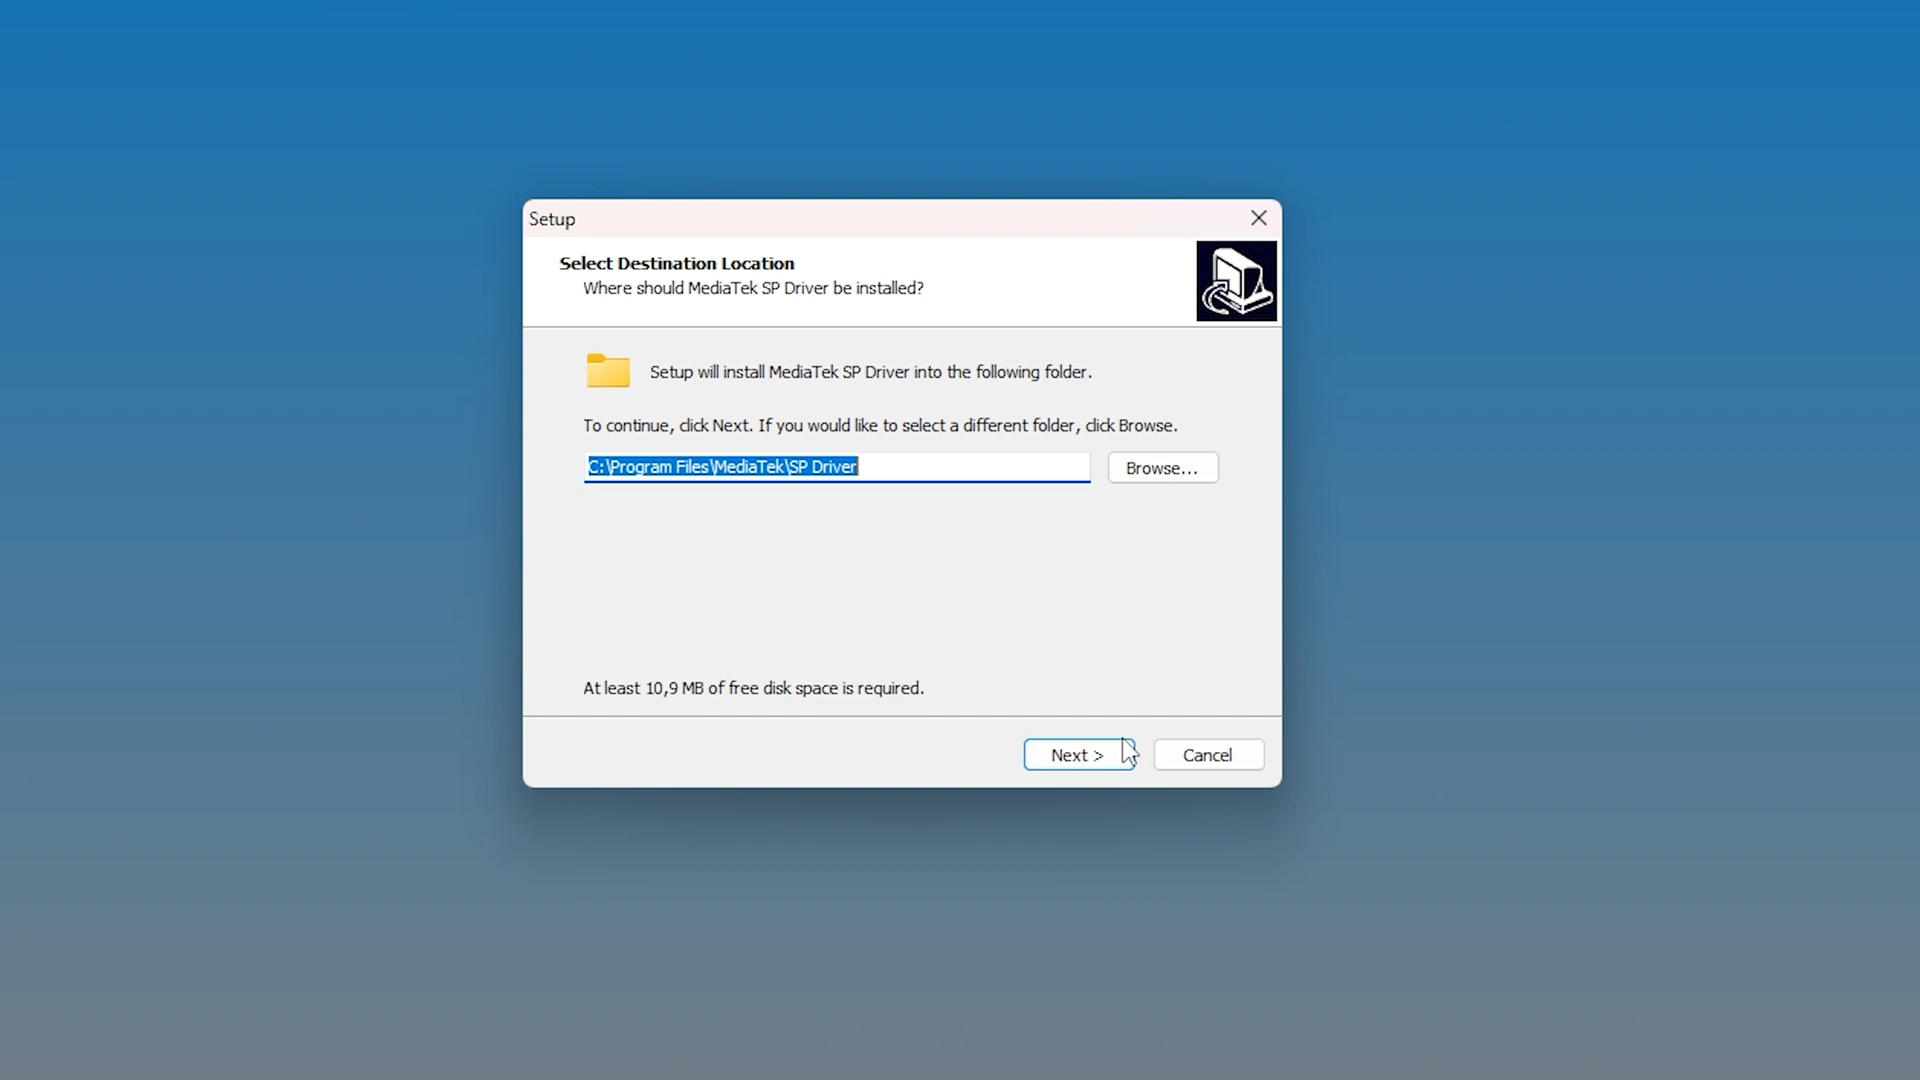 Setup
Select Destination Location
Where should MediaTek SP Driver be installed?
Setup will install MediaTek SP Driver into the following folder.
To continue, click Next. If you would like to select a different folder, click Browse.
C:\Program Files\MediaTek\SP Driver
Browse...
At least 10,9 MB of free disk space is required.
Next >
Cancel